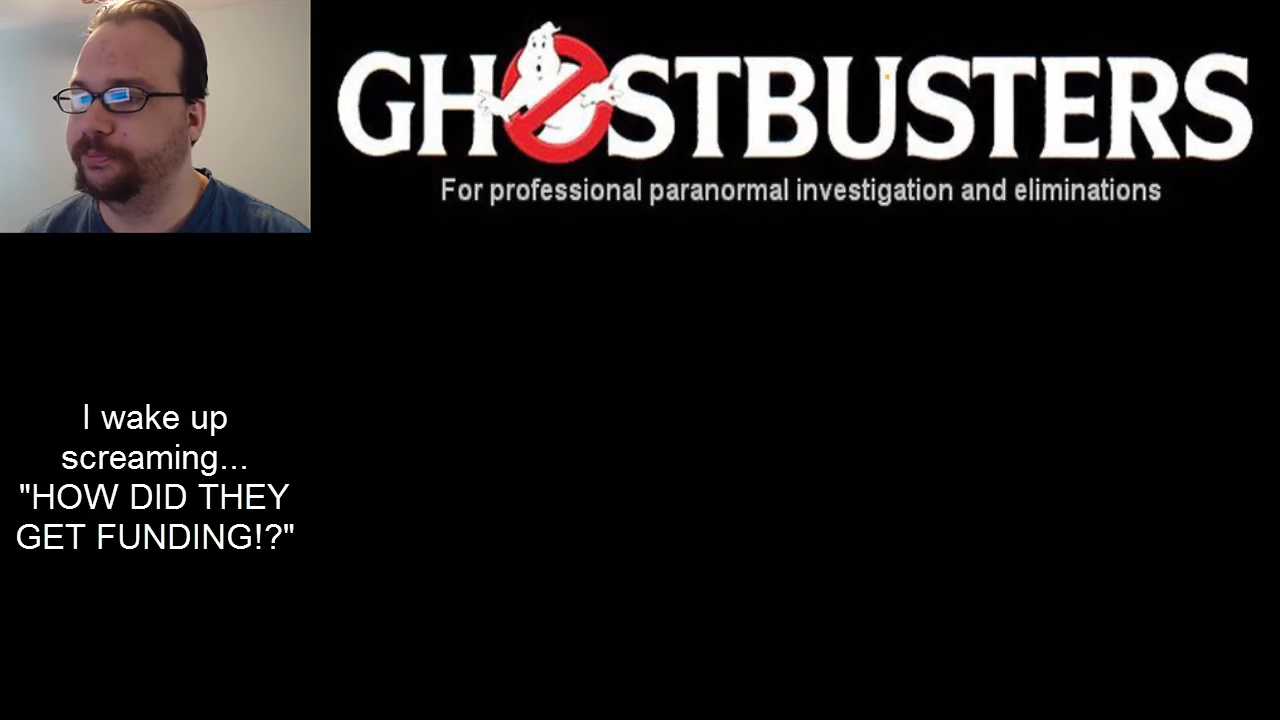 GHOSTBUSTERS
For professional paranormal investigation and eliminations
I wake up
screaming...
"HOW DID THEY
GET FUNDING!?"